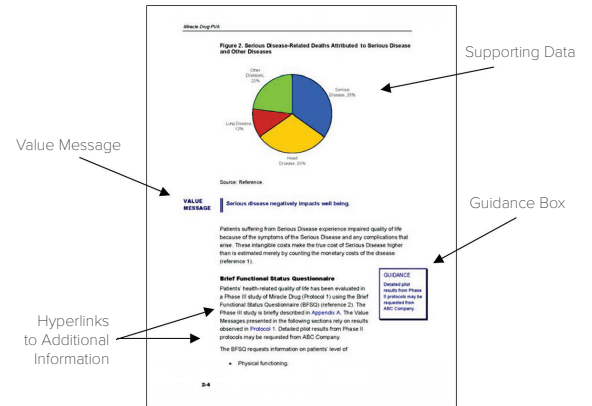 Miracle Drug PVA
Figure 2. Serious Disease-Related Deaths Attributed to Serious Disease
and Other Diseases
Supporting Data
Other
Diseases,
23%
Serious
Disease, 35%
Lung Disease
12%
Heart
Disease, 30%
Value Message
Source: Reference
VALUE
MESSAGE
Serious disease negatively impacts well being.
Guidance Box
Patients suffering from Serious Disease experience impaired quality of life
because of the symptoms of the Serious Disease and any complications that
arise. These intangible costs make the true cost of Serious Disease higher
than is estimated merely by counting the monetary costs of the disease
(reference 1).
Brief Functional Status Questionnaire
Patients' health-related quality of life has been evaluated in
a Phase III study of Miracle Drug (Protocol 1) using the Brief
Functional Status Questionnaire (BFSQ) (reference 2). The
Phase III study is briefly described in Appendix A. The Value
Messages presented in the following sections rely on results
observed in Protocol 1. Detailed pilot results from Phase II
protocols may be requested from ABC Company.
GUIDANCE
Detailed pilot
results from Phase
II protocols may be
requested from
ABC Company.
Hyperlinks
to Additional
Information
The BFSQ requests information on patients' level of
• Physical functioning.
2-4